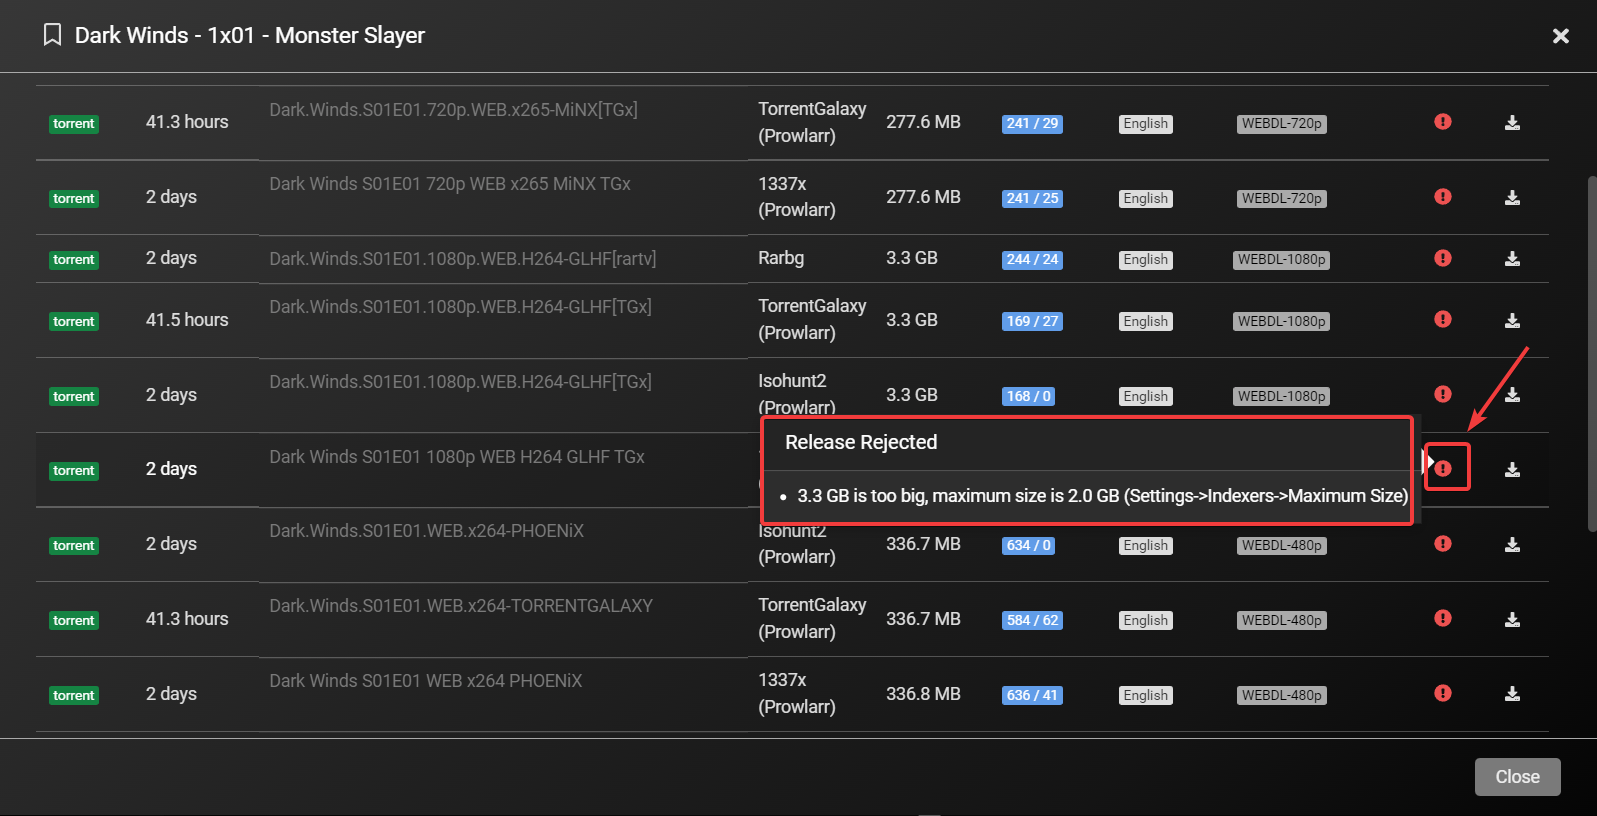 Dark Winds - 1x01 - Monster Slayer
torrent 41.3 hours Dark.Winds.S01E01.720p.WEB.x265-MiNX[TGx] TorrentGalaxy (Prowlarr) 277.6 MB 241 / 29 English WEBDL-720p
torrent 2 days Dark Winds S01E01 720p WEB x265 MiNX TGx 1337x (Prowlarr) 277.6 MB 241 / 25 English WEBDL-720p
torrent 2 days Dark.Winds.S01E01.1080p.WEB.H264-GLHF[rartv] Rarbg 3.3 GB 244 / 24 English WEBDL-1080p
torrent 41.5 hours Dark.Winds.S01E01.1080p.WEB.H264-GLHF[TGx] TorrentGalaxy (Prowlarr) 3.3 GB 169 / 27 English WEBDL-1080p
torrent 2 days Dark.Winds.S01E01.1080p.WEB.H264-GLHF[TGx] Isohunt2 (Prowlarr) 3.3 GB 168 / 0 English WEBDL-1080p
torrent 2 days Dark Winds S01E01 1080p WEB H264 GLHF TGx
Release Rejected
• 3.3 GB is too big, maximum size is 2.0 GB (Settings->Indexers->Maximum Size)
torrent 2 days Dark.Winds.S01E01.WEB.x264-PHOENiX Isohunt2 (Prowlarr) 336.7 MB 634 / 0 English WEBDL-480p
torrent 41.3 hours Dark.Winds.S01E01.WEB.x264-TORRENTGALAXY TorrentGalaxy (Prowlarr) 336.7 MB 584 / 62 English WEBDL-480p
torrent 2 days Dark Winds S01E01 WEB x264 PHOENiX 1337x (Prowlarr) 336.8 MB 636 / 41 English WEBDL-480p
Close